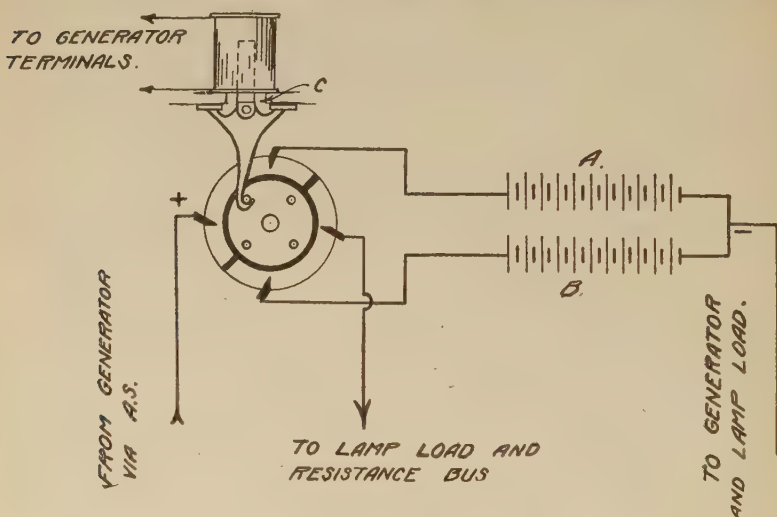 TO GENERATOR
TERMINALS.
C
A.
+
−
B.
FROM GENERATOR
VIA A.S.
TO LAMP LOAD AND
RESISTANCE BUS
TO GENERATOR
AND LAMP LOAD.